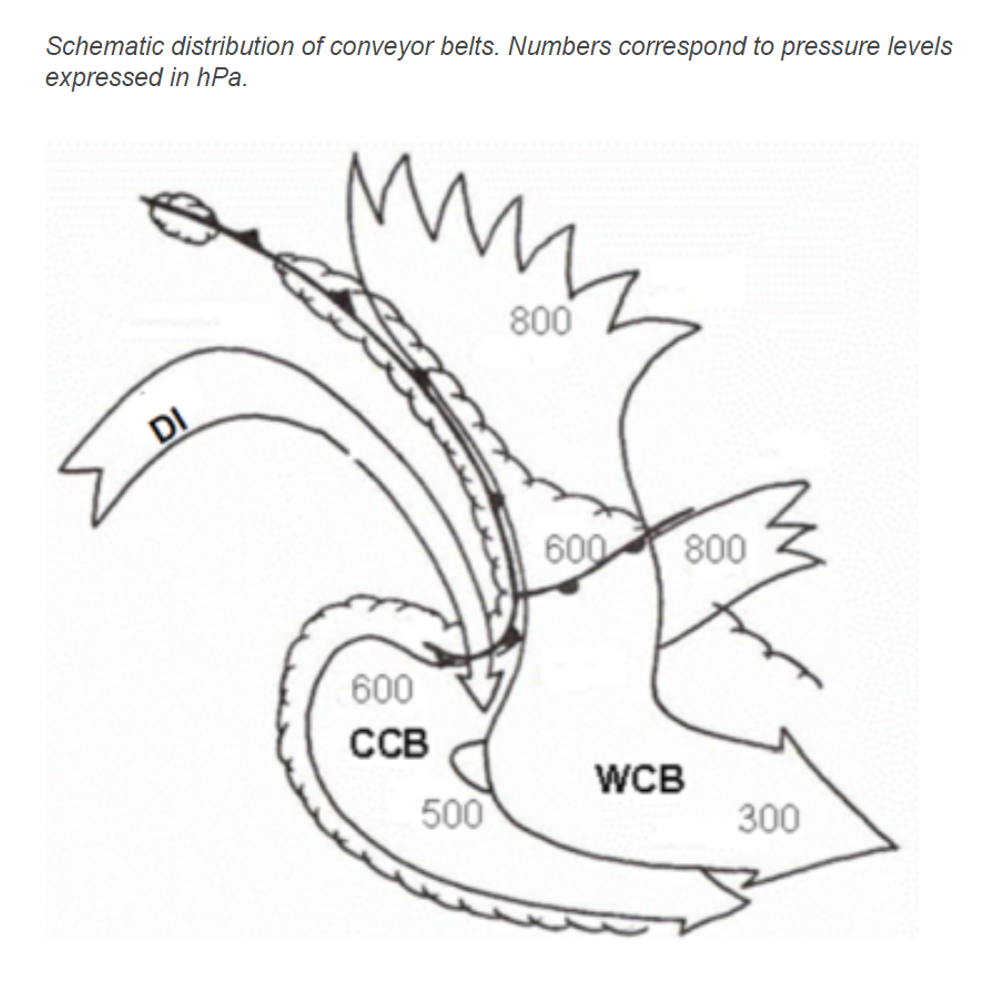 Schematic distribution of conveyor belts. Numbers correspond to pressure levels
expressed in hPa.
800
DI
600
800
600
CCB
WCB
500
300